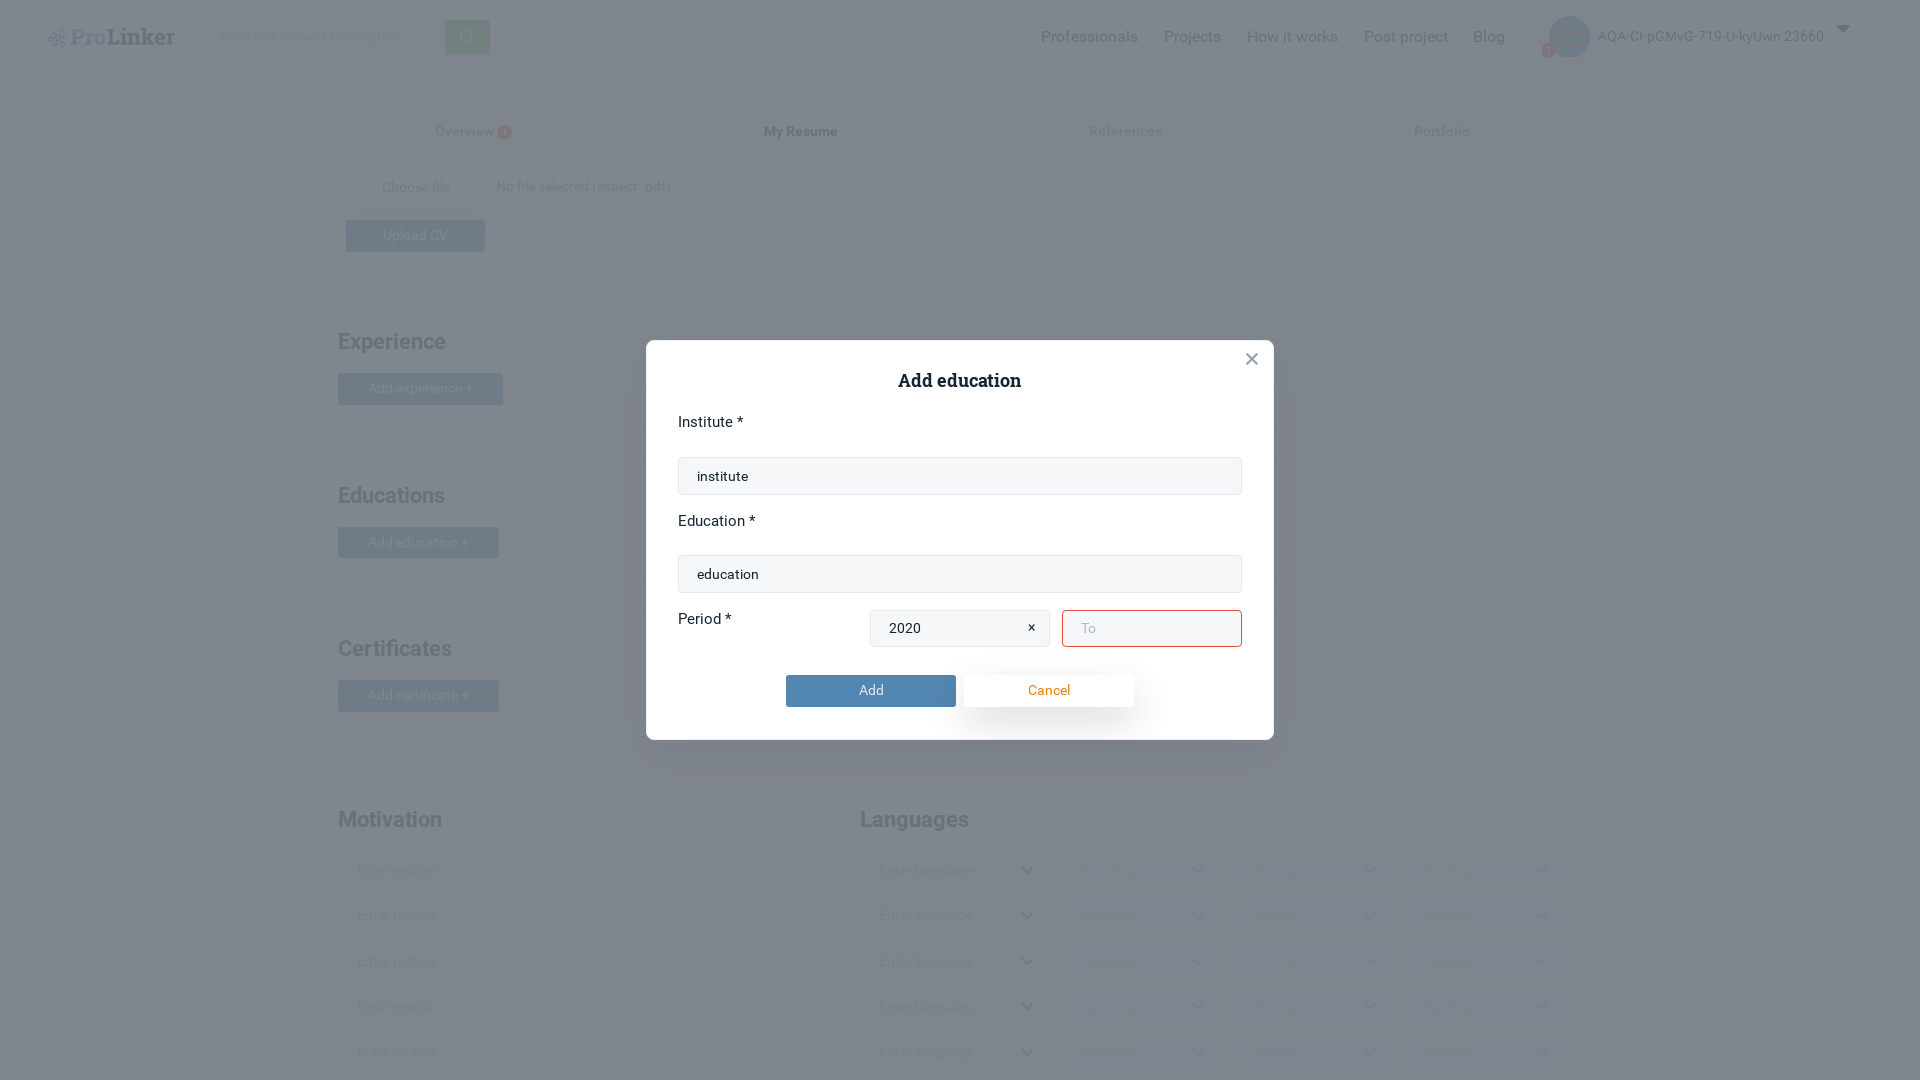 ProLinker
What skill are you looking for?
Professionals
Projects
How it works
Post project
Blog
1
AQA-CI-pGMvG-719-U-kyUwn 23660
Overview 1
My Resume
References
Portfolio
Choose file
No file selected (expect .pdf)
Upload CV
Experience
Add experience +
Educations
Add education +
Certificates
Add certificate +
Add education
Institute *
institute
Education *
education
Period *
2020 ×
To
Add
Cancel
Motivation
Languages
Enter motive
Enter language
Enter motive
Enter language
Enter motive
Enter language
Enter motive
Enter language
Enter motive
Enter language